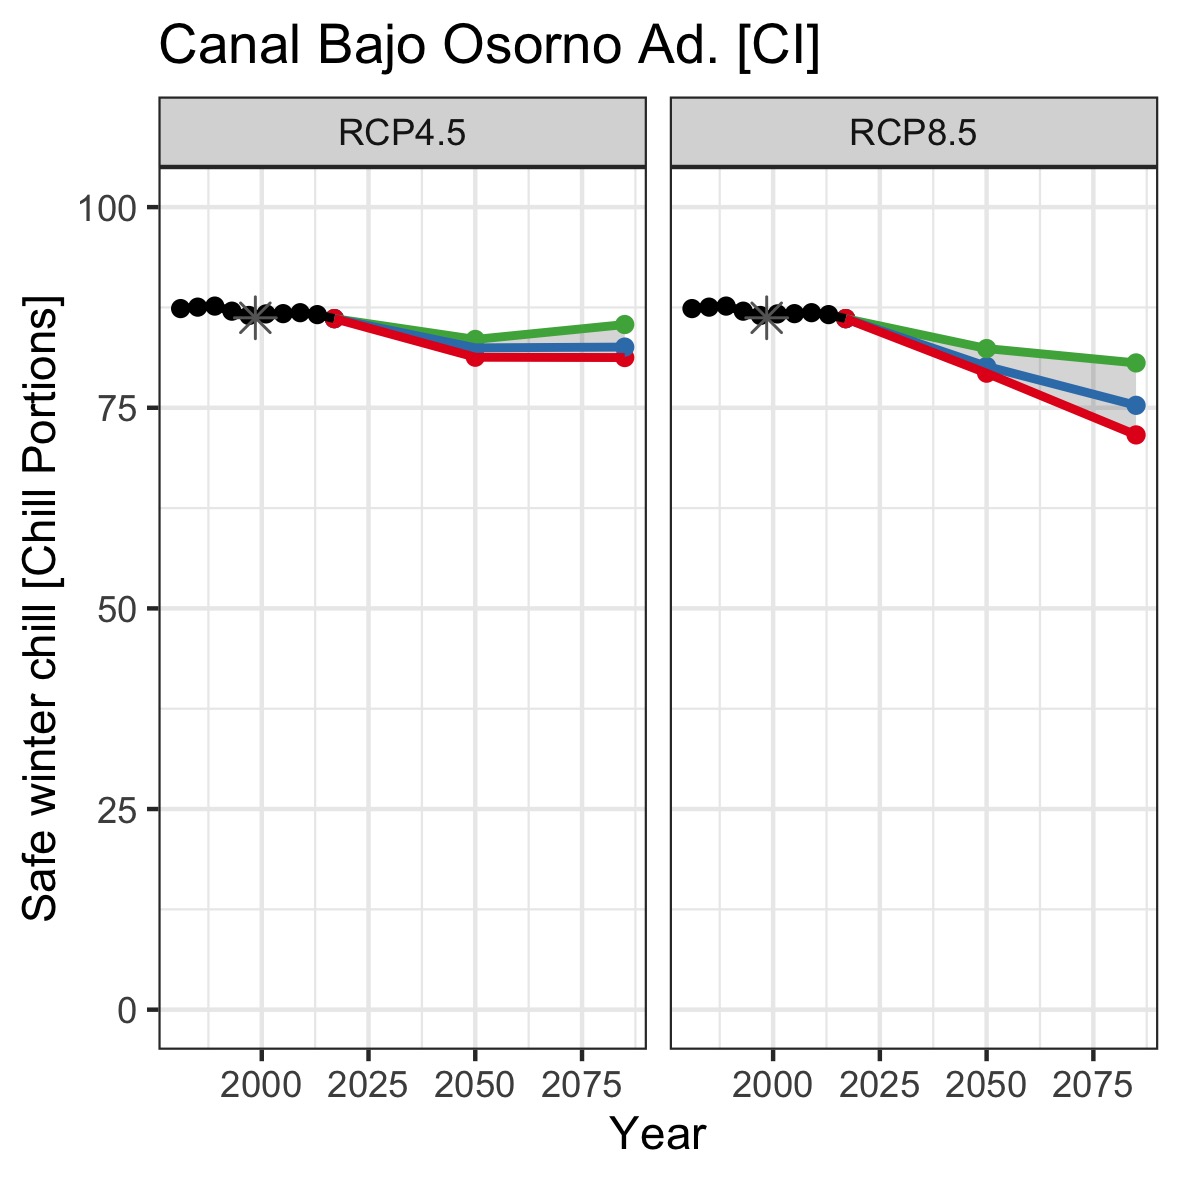 Canal Bajo Osorno Ad. [CI]
RCP4.5
RCP8.5
Safe winter chill [Chill Portions]
100
75
50
25
0
2000 2025 2050 2075
2000 2025 2050 2075
Year